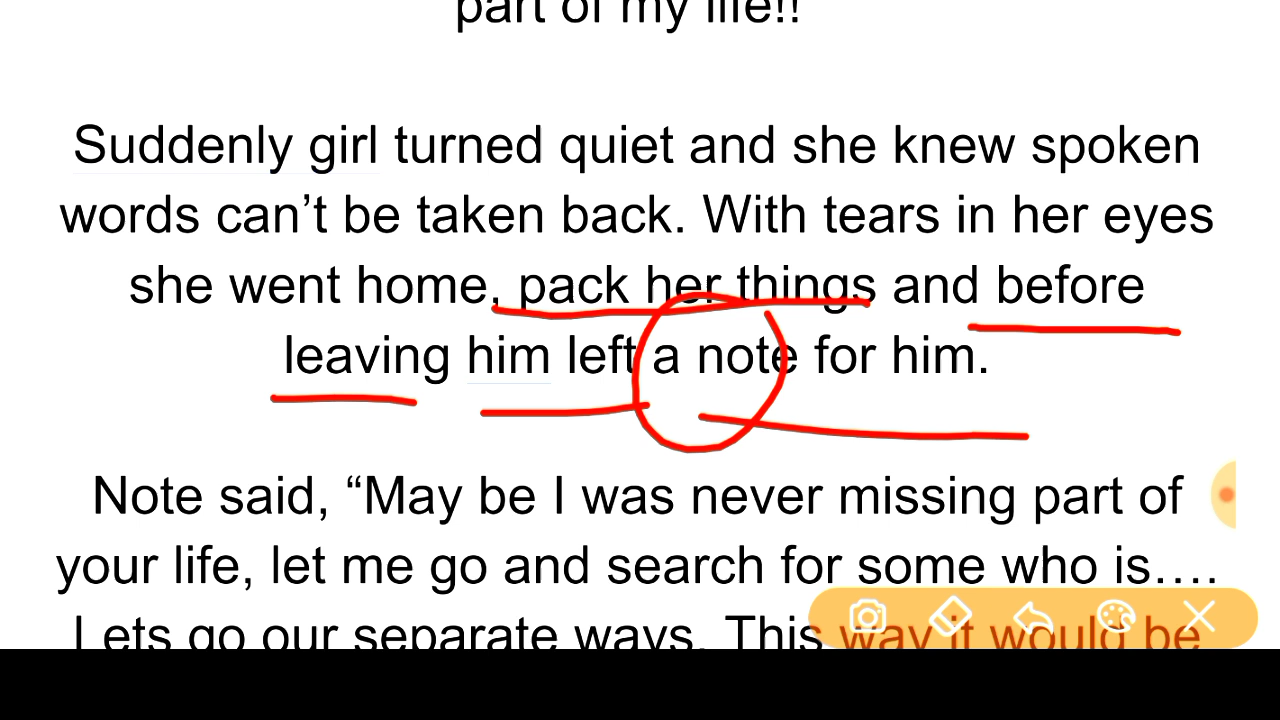 part of my life!!
Suddenly girl turned quiet and she knew spoken
words can’t be taken back. With tears in her eyes
she went home, pack her things and before
leaving him left a note for him.
Note said, “May be I was never missing part of
your life, let me go and search for some who is….
Lets go our separate ways. This way it would be